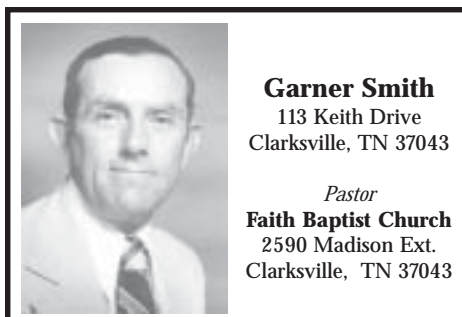 Garner Smith
113 Keith Drive
Clarksville, TN 37043
Pastor
Faith Baptist Church
2590 Madison Ext.
Clarksville, TN 37043